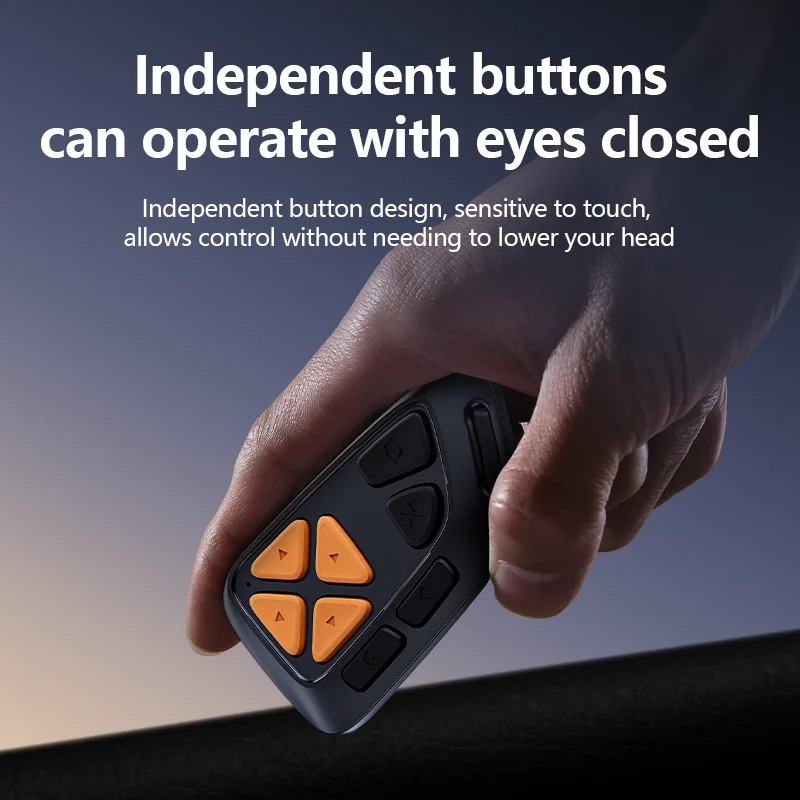 Independent buttons
can operate with eyes closed
Independent button design, sensitive to touch,
allows control without needing to lower your head